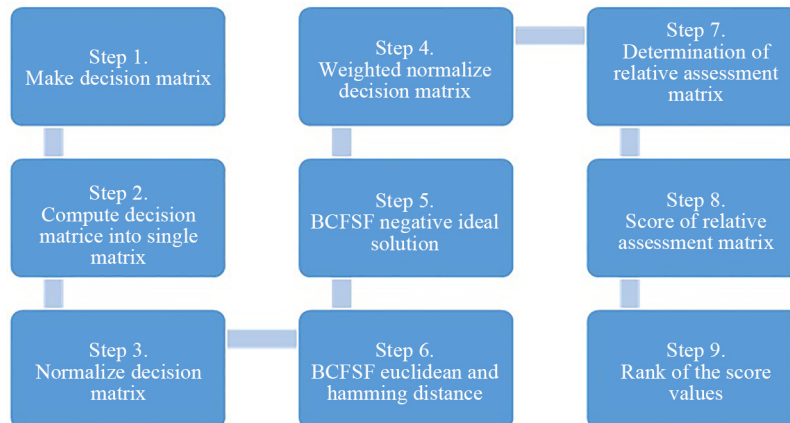 Step 1.
Make decision matrix
Step 2.
Compute decision
matrice into single
matrix
Step 3.
Normalize decision
matrix
Step 4.
Weighted normalize
decision matrix
Step 5.
BCFSF negative ideal
solution
Step 6.
BCFSF euclidean and
hamming distance
Step 7.
Determination of
relative assessment
matrix
Step 8.
Score of relative
assessment matrix
Step 9.
Rank of the score
values